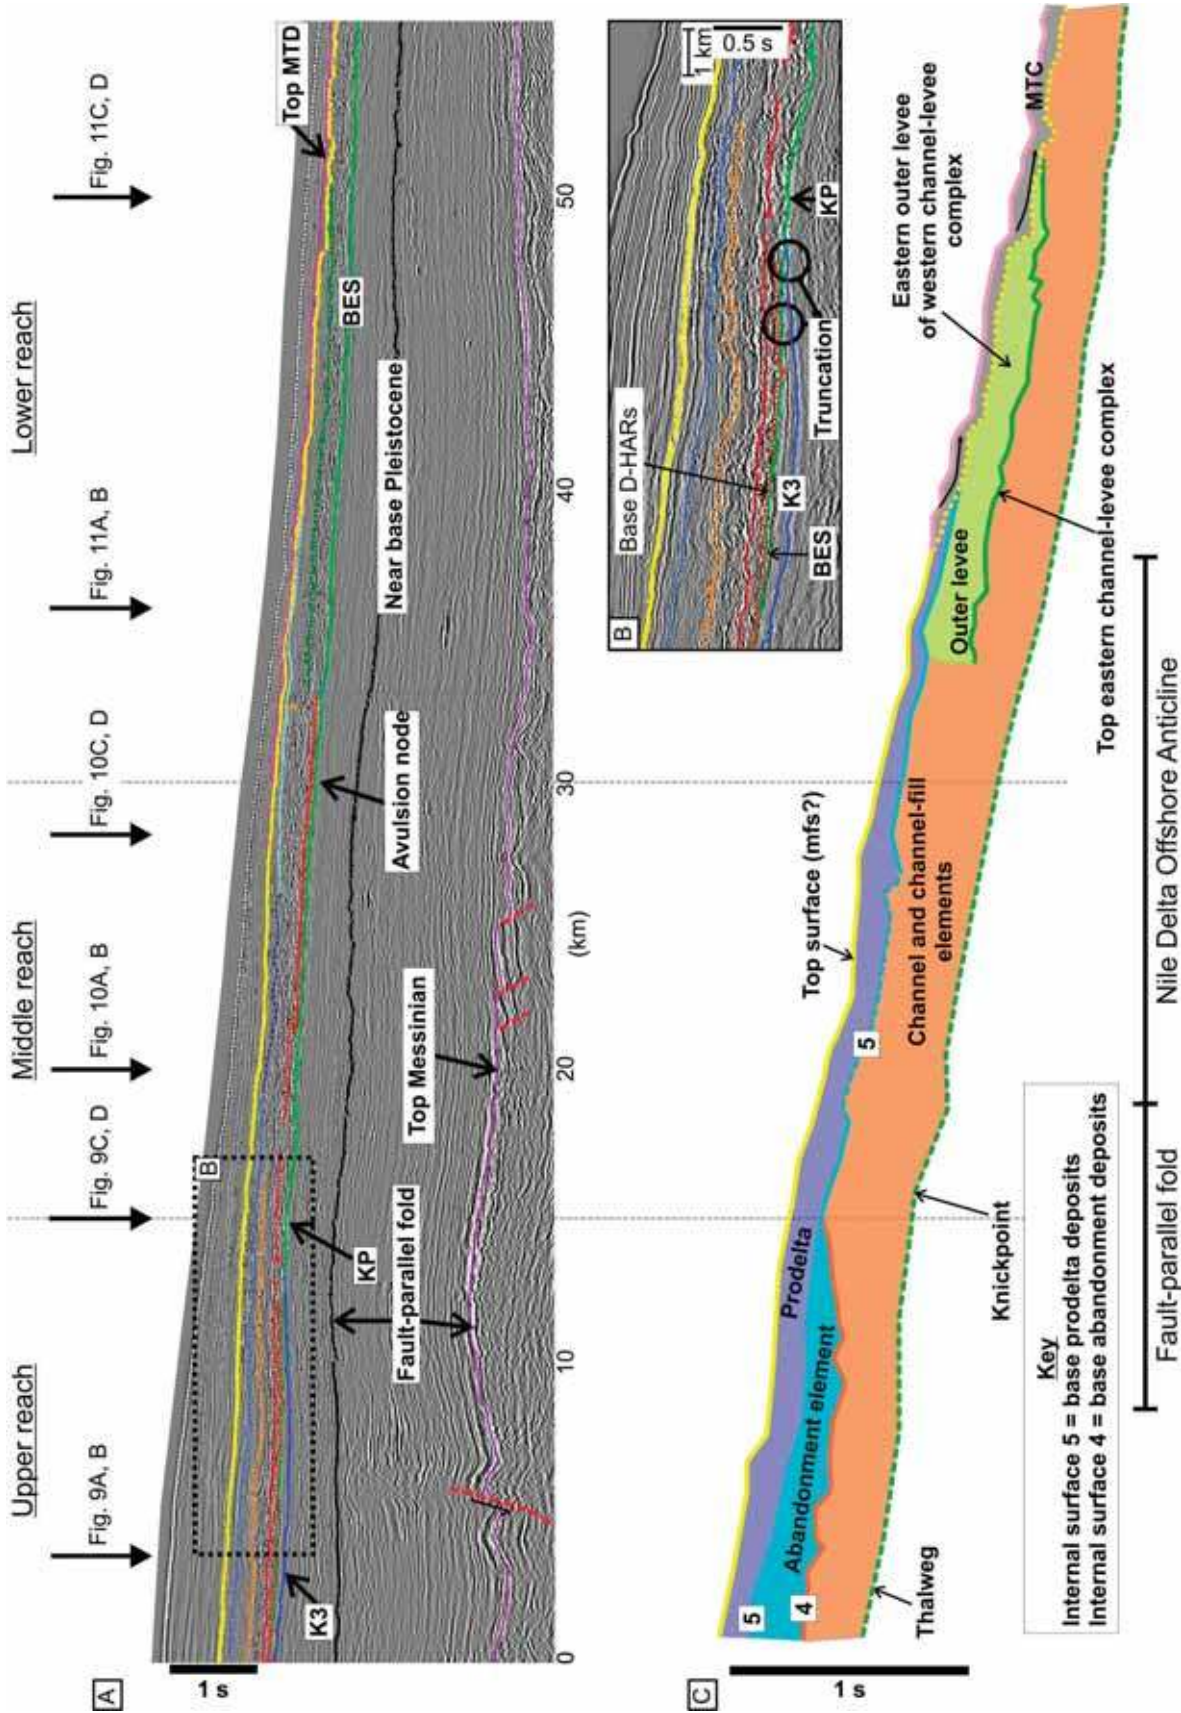 A
1 s
Upper reach
Middle reach
Lower reach
Fig. 9A, B
Fig. 9C, D
Fig. 10A, B
Fig. 10C, D
Fig. 11A, B
Fig. 11C, D
Top MTD
B
BES
K3
KP
Near base Pleistocene
Avulsion node
Fault-parallel fold
Top Messinian
0
10
20
30
40
50
(km)
B
1 km
0.5 s
Base D-HARs
K3
KP
BES
Truncation
C
1 s
Top surface (mfs?)
Eastern outer levee
of western channel-levee
complex
MTC
5
Prodelta
5
Abandonment element
4
Channel and channel-fill
elements
Outer levee
Thalweg
Knickpoint
Top eastern channel-levee complex
Key
Internal surface 5 = base prodelta deposits
Internal surface 4 = base abandonment deposits
Fault-parallel fold
Nile Delta Offshore Anticline